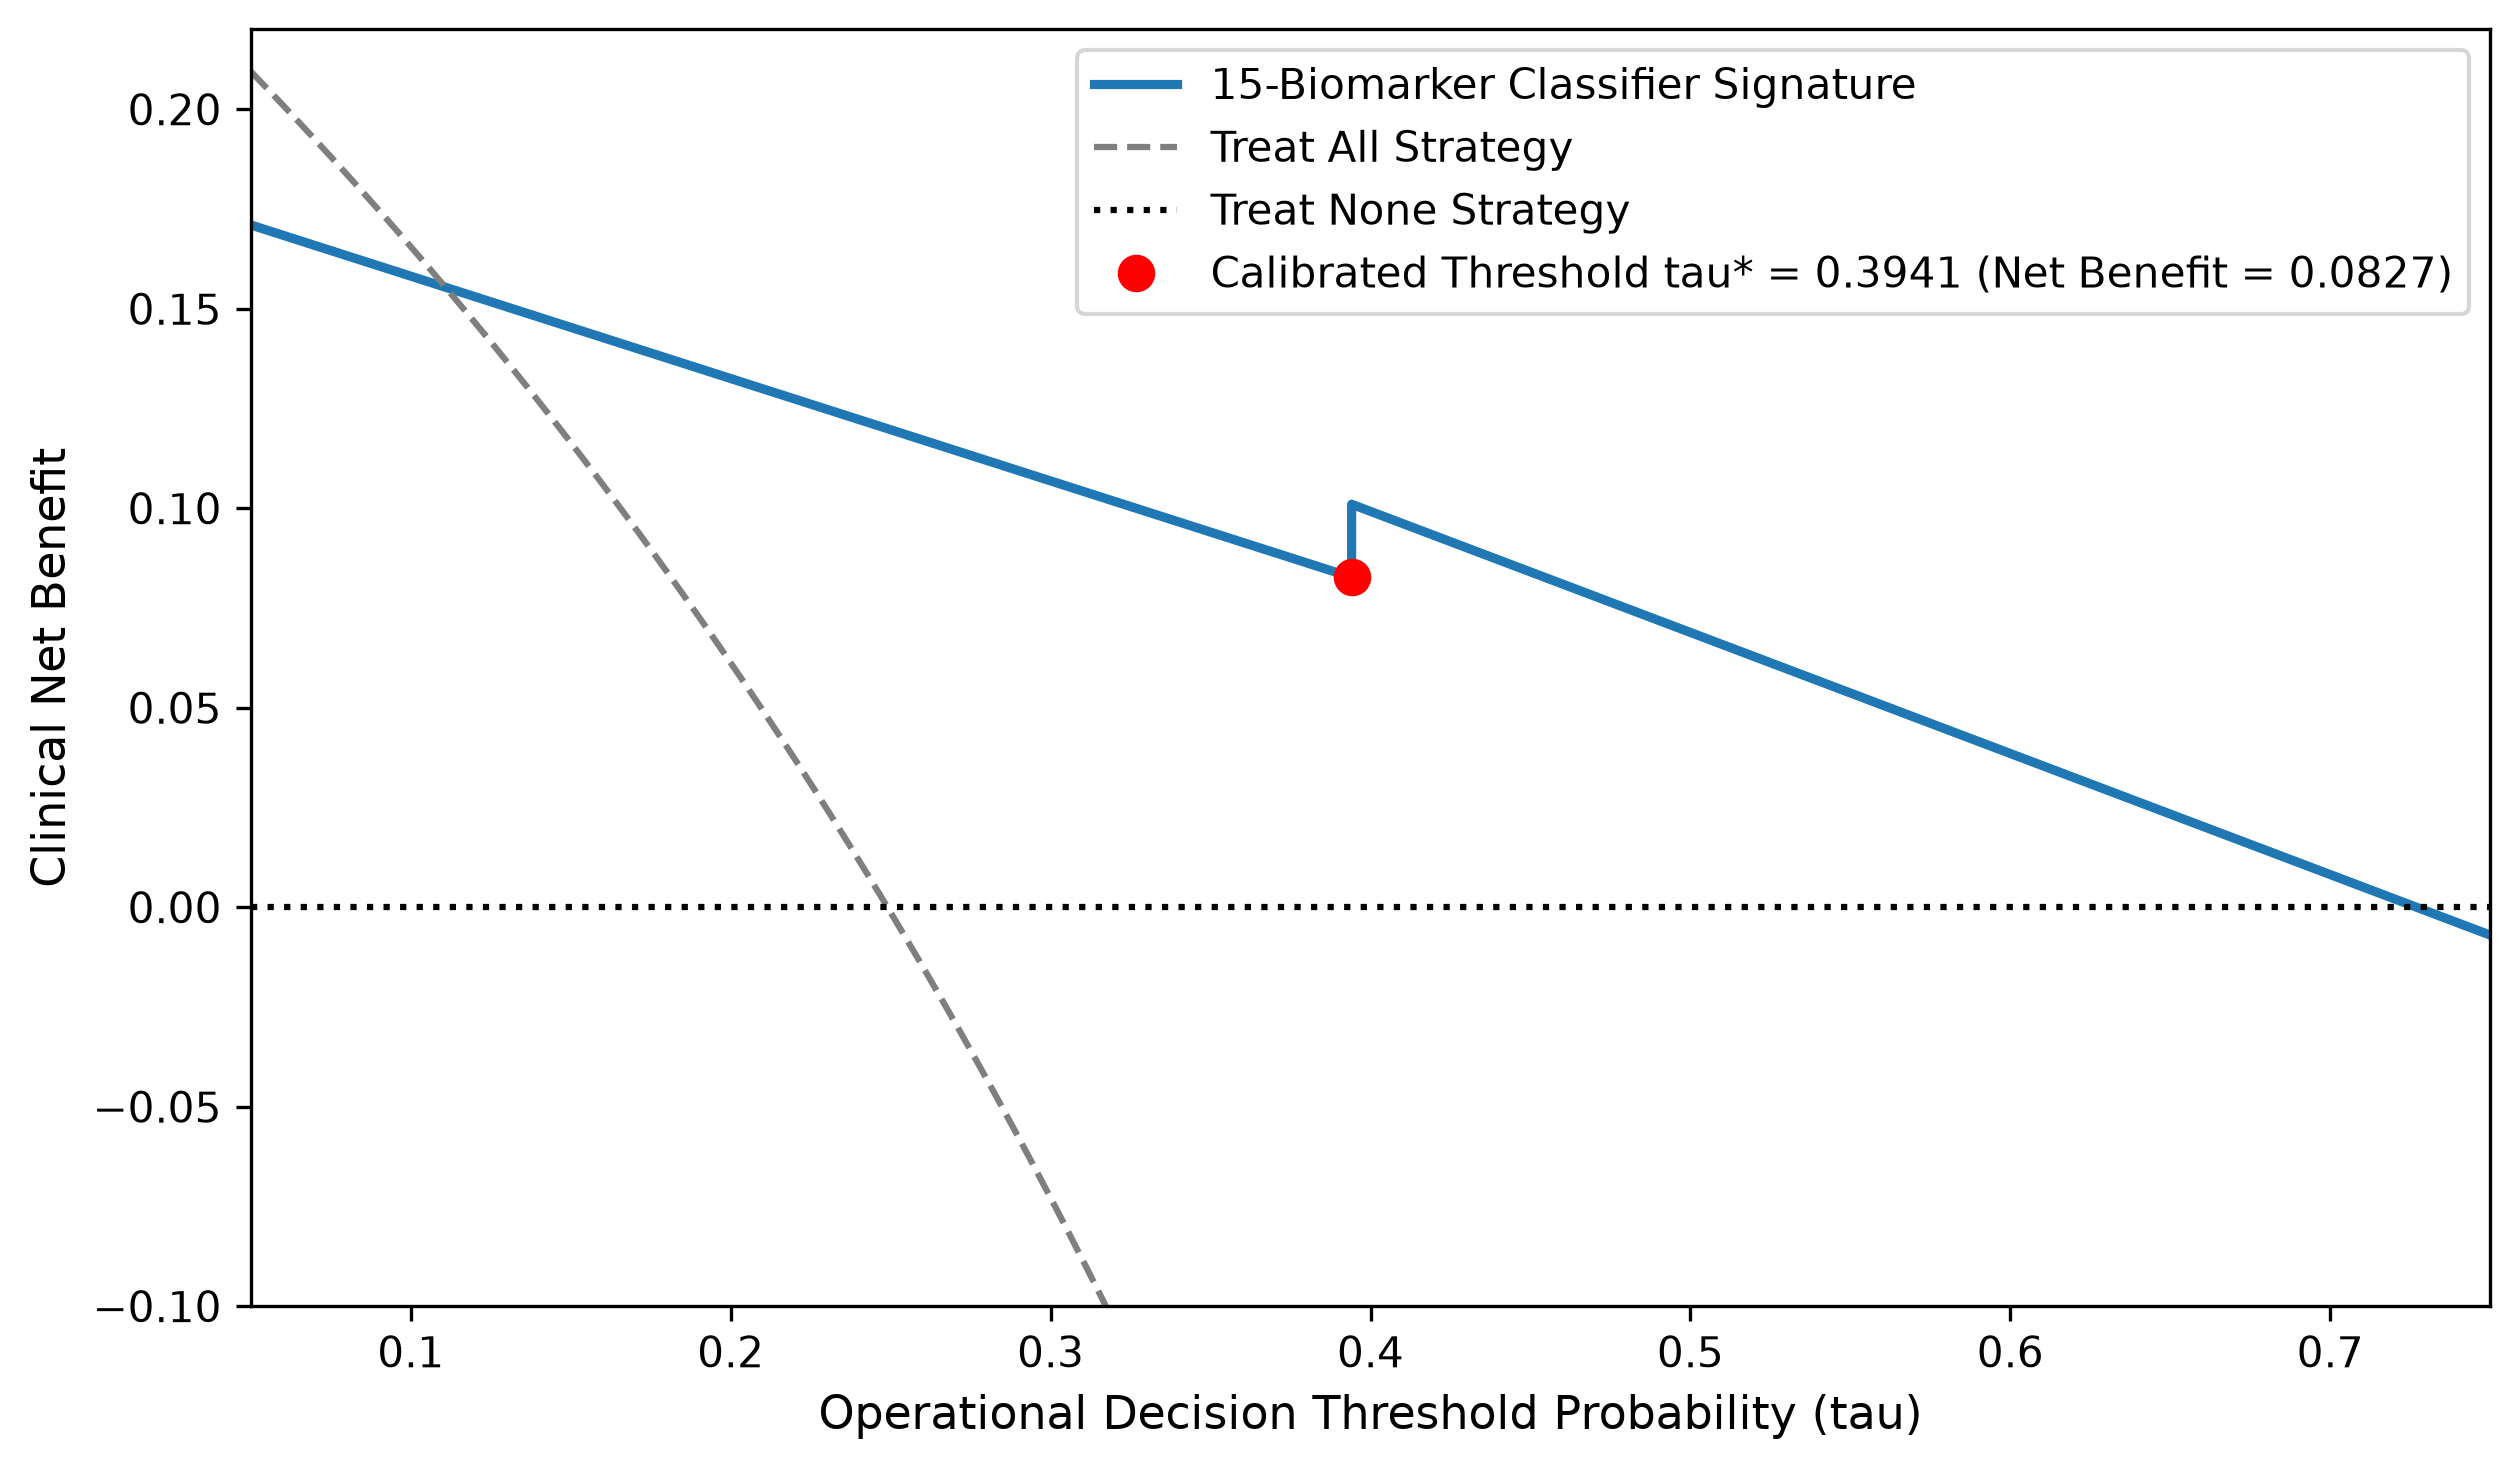 15-Biomarker Classifier Signature
Treat All Strategy
Treat None Strategy
Calibrated Threshold tau* = 0.3941 (Net Benefit = 0.0827)
Clinical Net Benefit
0.20
0.15
0.10
0.05
0.00
−0.05
−0.10
0.1 0.2 0.3 0.4 0.5 0.6 0.7
Operational Decision Threshold Probability (tau)